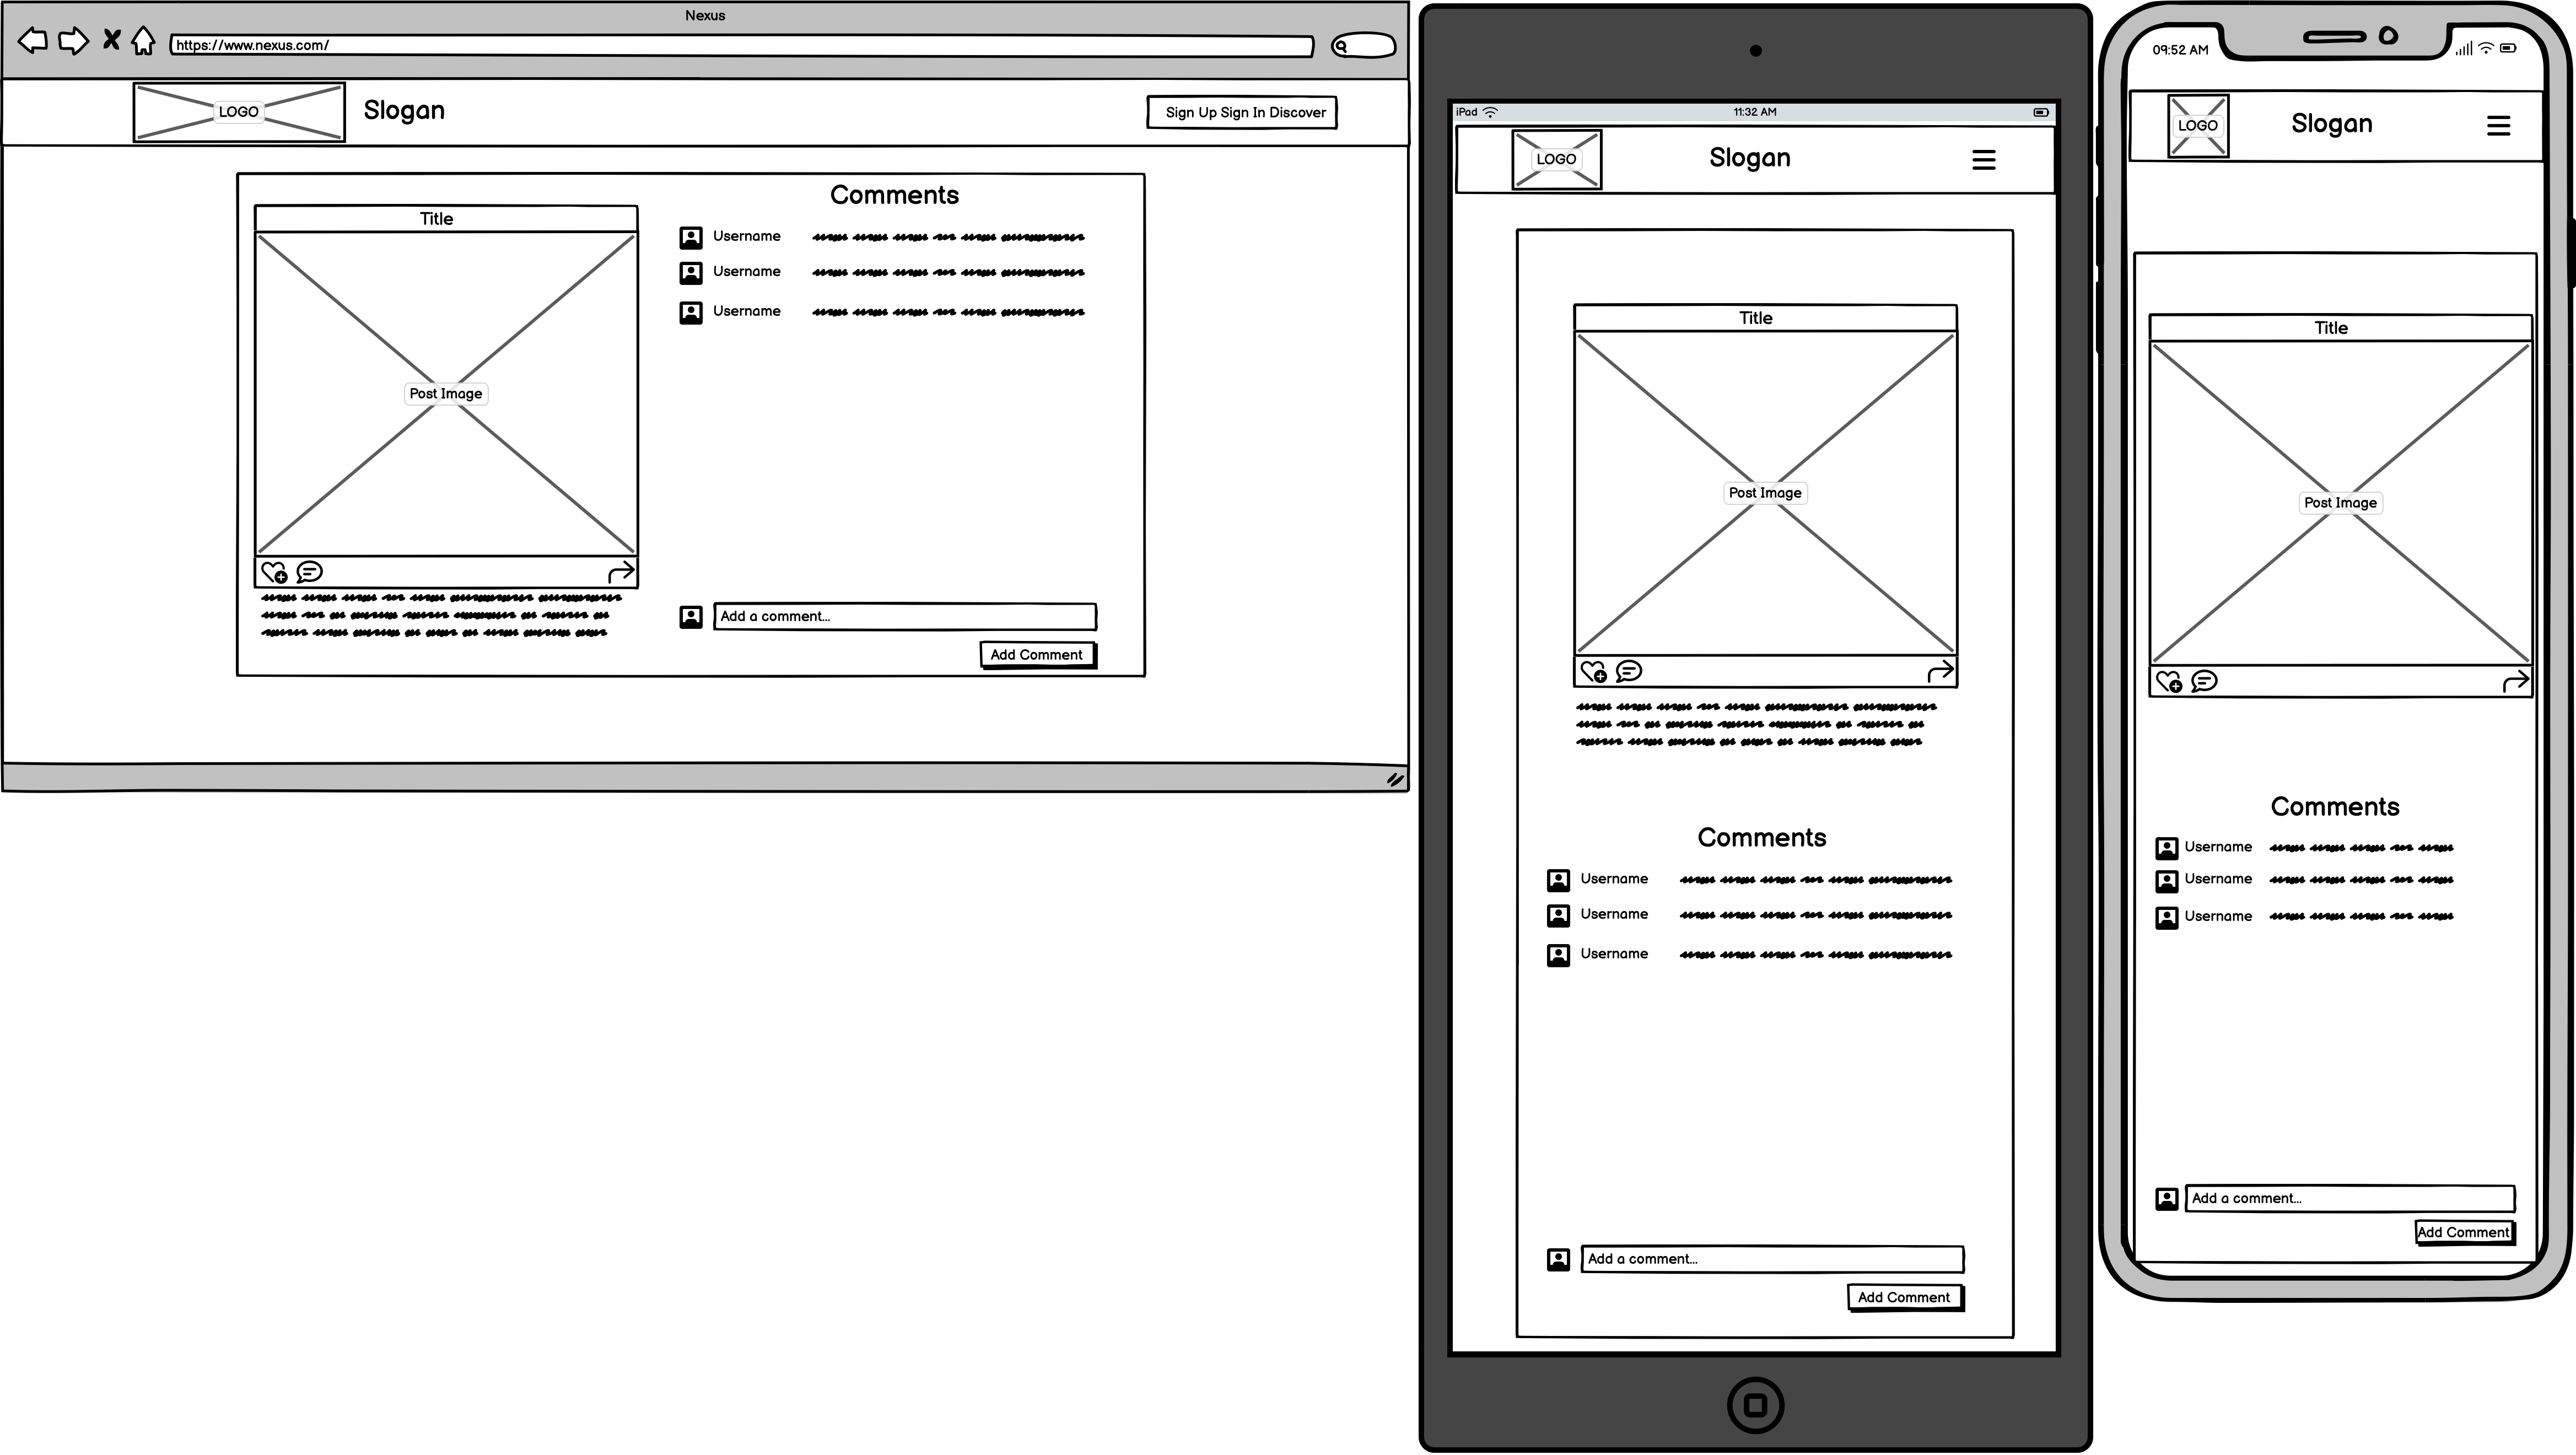 Nexus
https://www.nexus.com/
LOGO
Slogan
Sign Up Sign In Discover
Comments
Title
Username
Username
Username
Post Image
Add a comment...
Add Comment
iPad
11:32 AM
LOGO
Slogan
Title
Post Image
Comments
Username
Username
Username
Add a comment...
Add Comment
09:52 AM
LOGO
Slogan
Title
Post Image
Comments
Username
Username
Username
Add a comment...
Add Comment